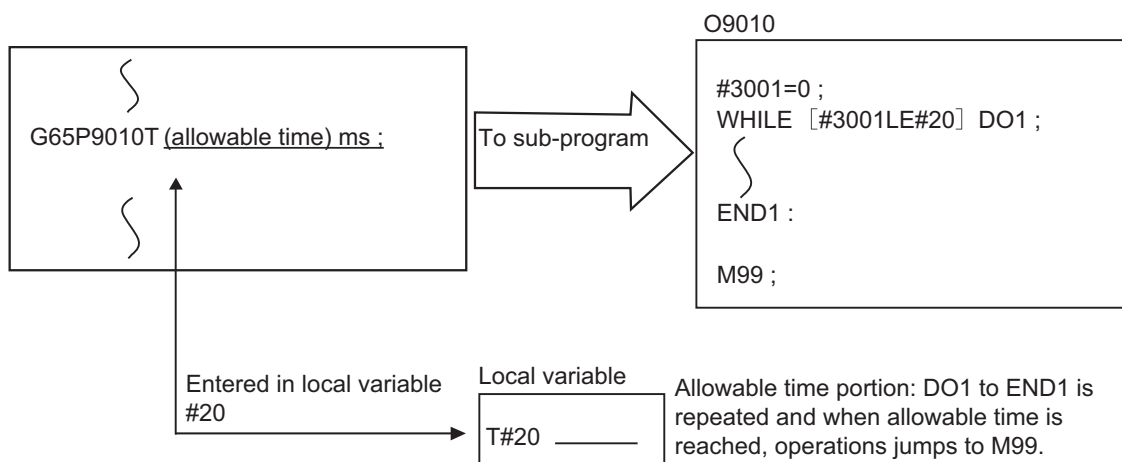 G65P9010T (allowable time) ms ;
To sub-program
O9010
#3001=0 ;
WHILE [#3001LE#20] DO1 ;
END1 :
M99 ;
Entered in local variable
#20
Local variable
T#20 ______
Allowable time portion: DO1 to END1 is
repeated and when allowable time is
reached, operations jumps to M99.